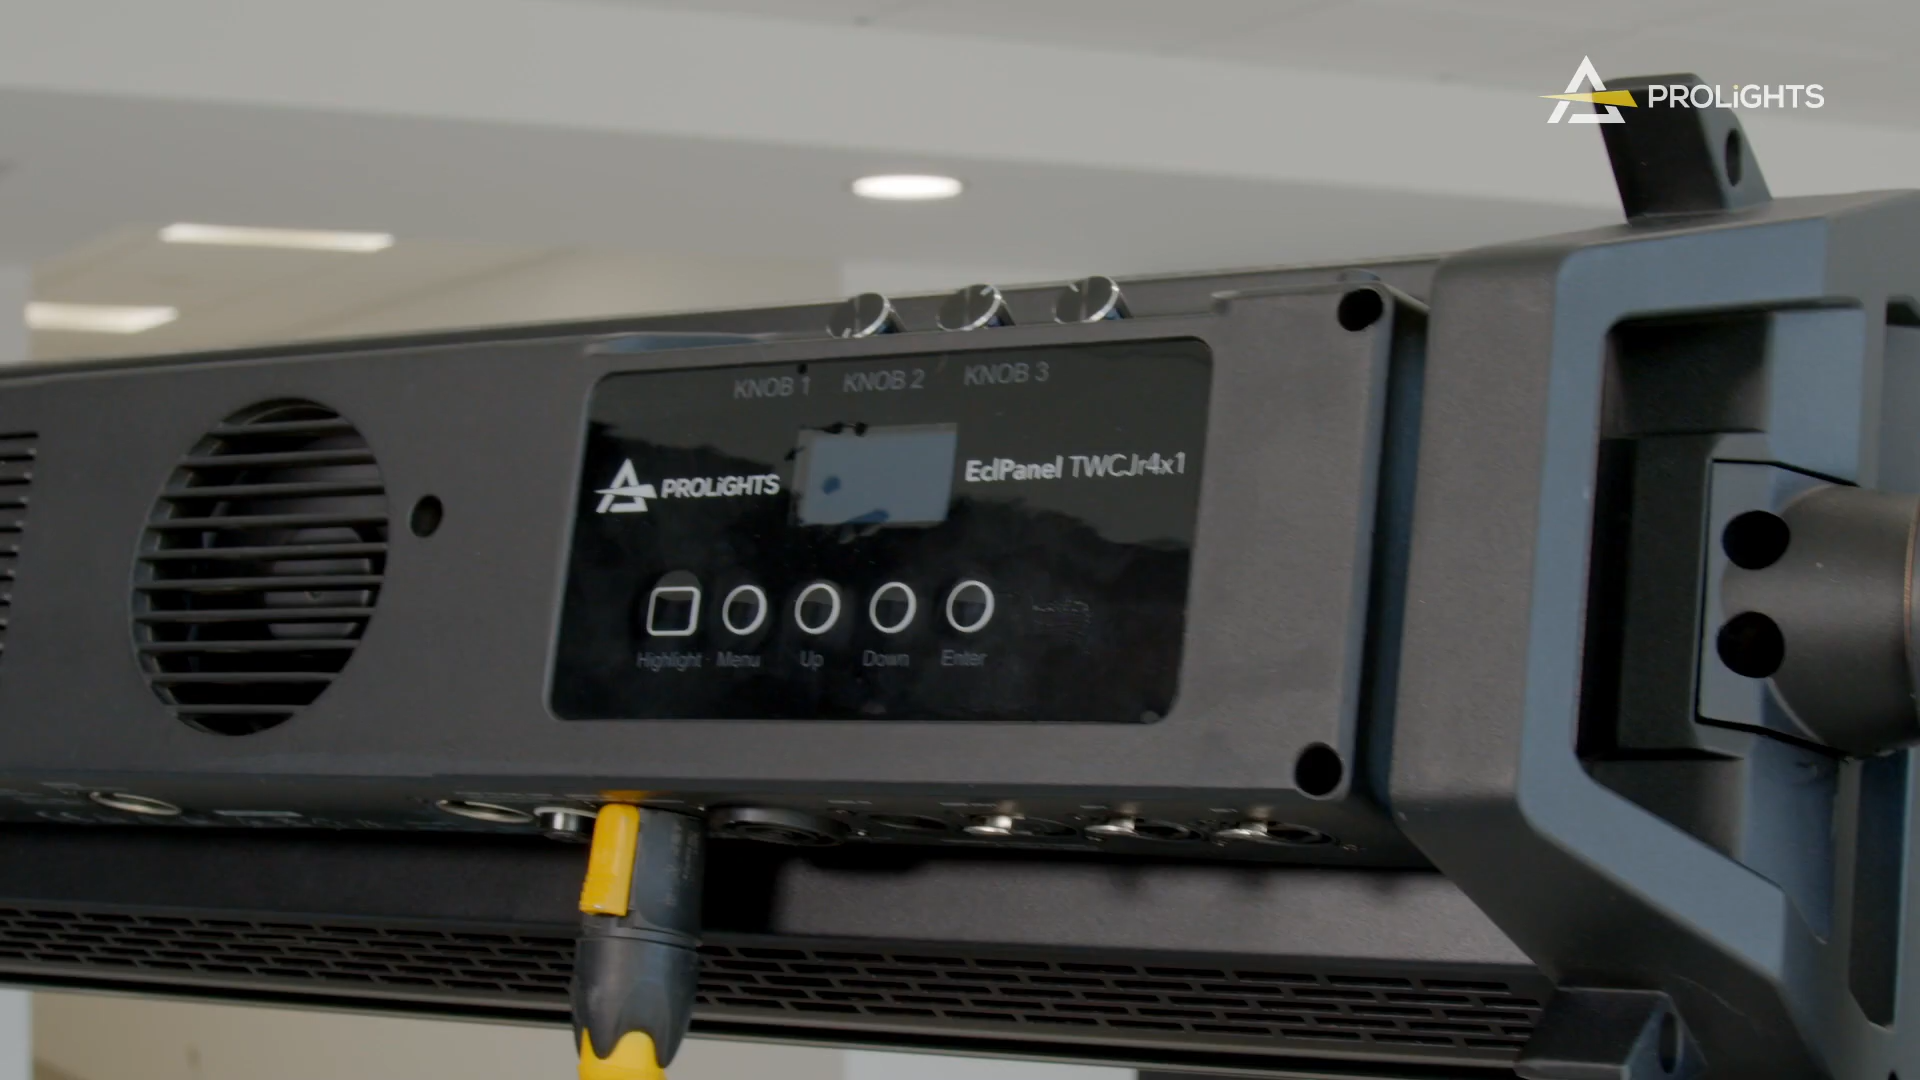 PROLiGHTS
KNOB 1 KNOB 2 KNOB 3
PROLiGHTS
EclPanel TWCJr4x1
Highlight Menu Up Down Enter